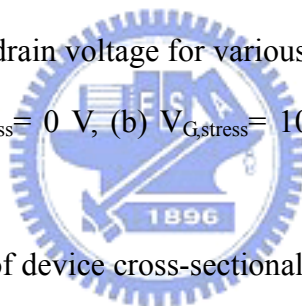 drain voltage for various
ss= 0 V, (b) VG,stress= 10
1896
of device cross-sectional